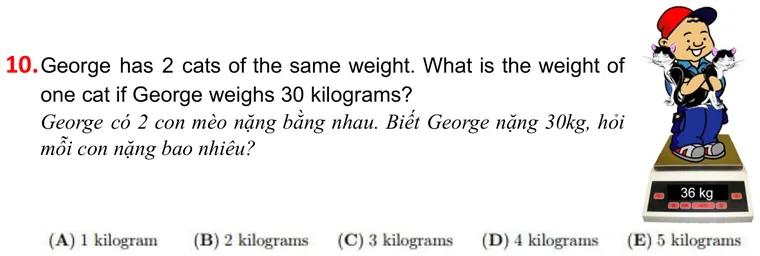 10. George has 2 cats of the same weight. What is the weight of
one cat if George weighs 30 kilograms?
George có 2 con mèo nặng bằng nhau. Biết George nặng 30kg, hỏi
mỗi con nặng bao nhiêu?
36 kg
(A) 1 kilogram (B) 2 kilograms (C) 3 kilograms (D) 4 kilograms (E) 5 kilograms